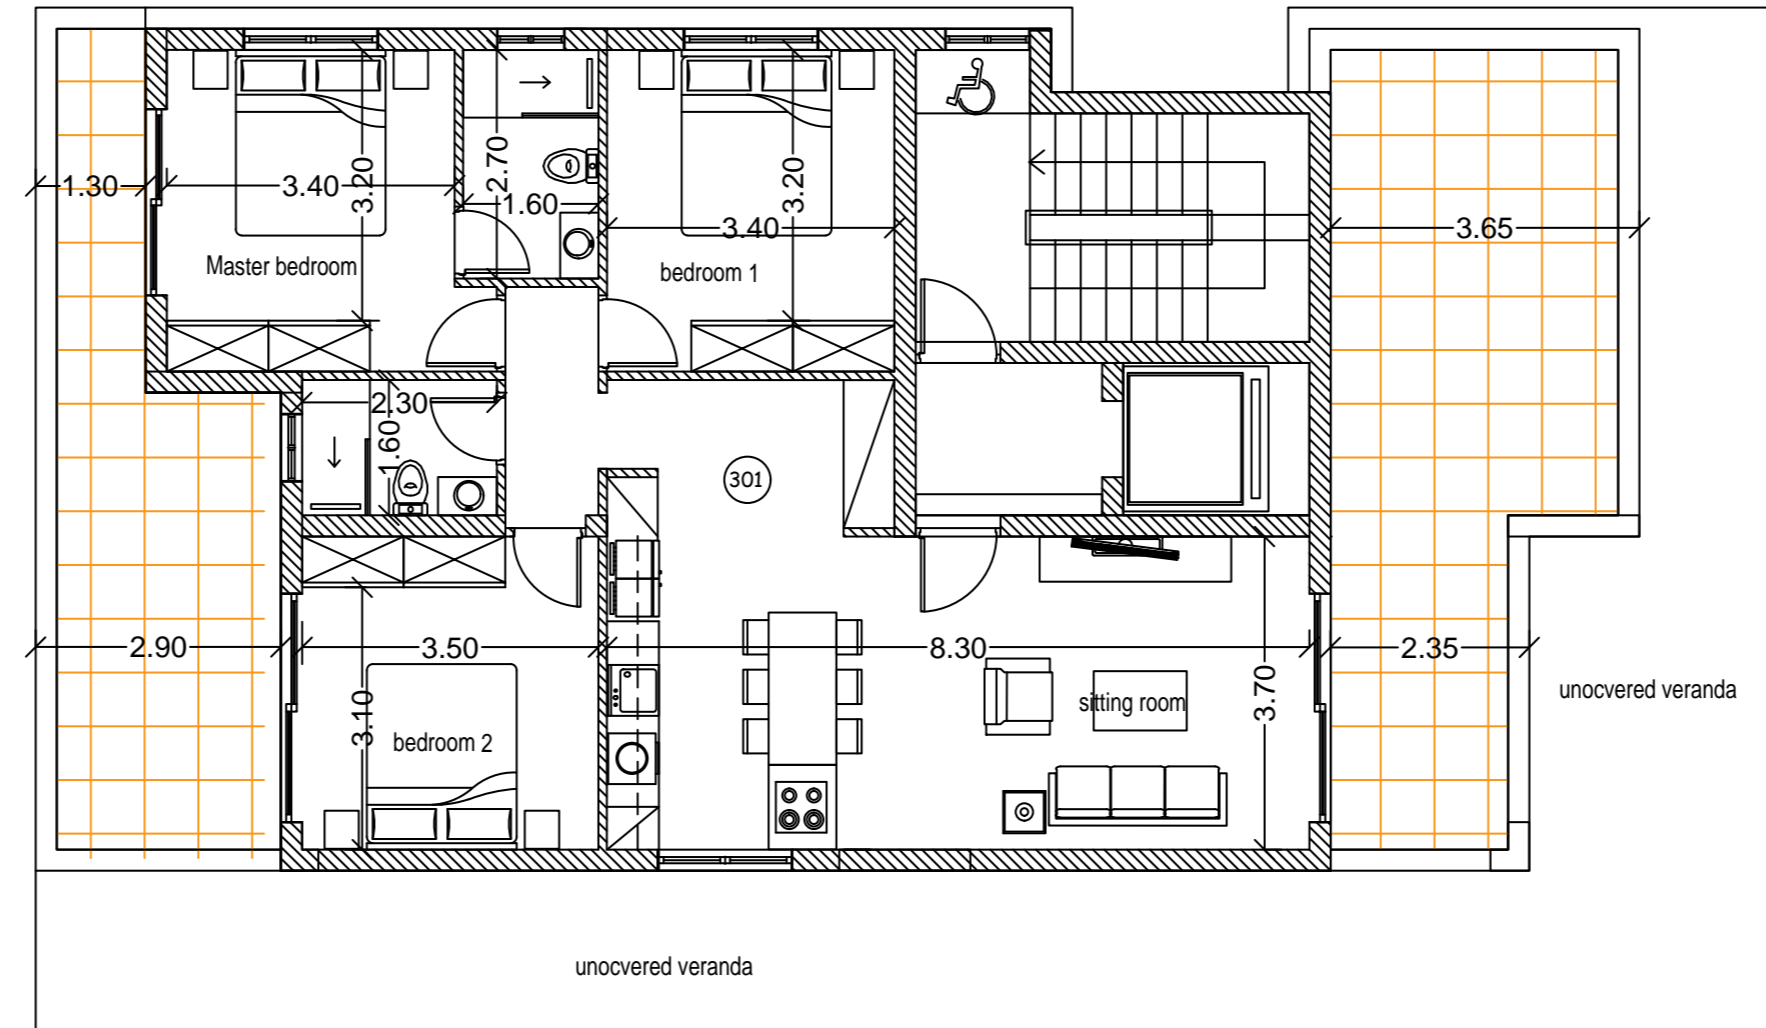 1.30
3.40
3.20
2.70
1.60
3.40
3.20
3.65
Master bedroom
bedroom 1
2.30
1.60
301
2.90
3.50
8.30
2.35
3.10
3.70
bedroom 2
sitting room
unocvered veranda
unocvered veranda